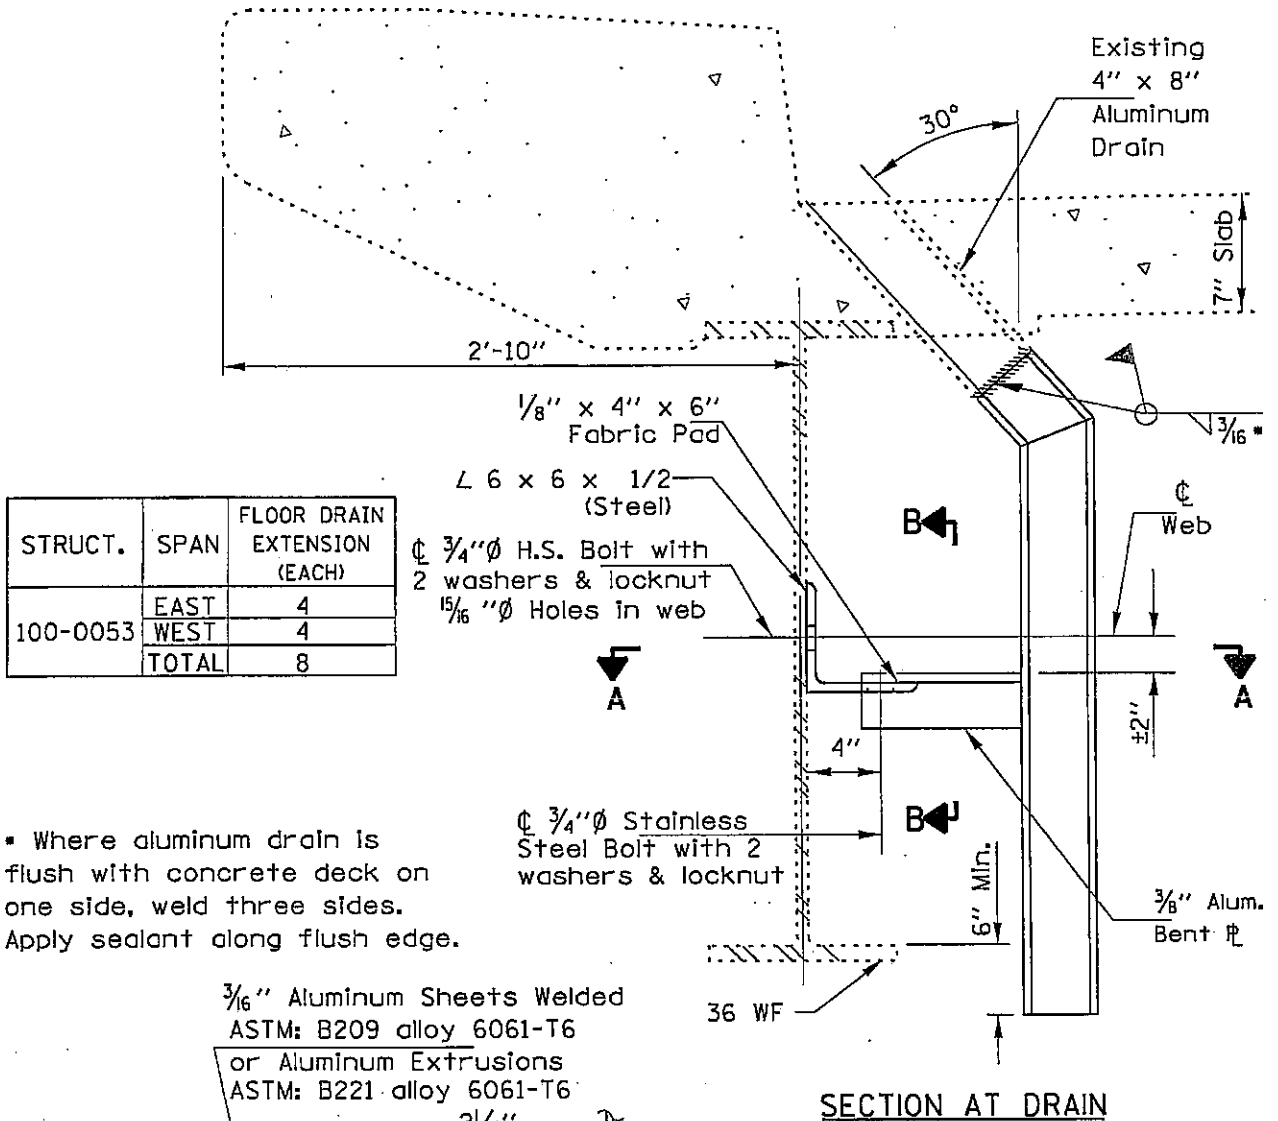 Existing
4" x 8"
Aluminum
Drain
30°
7" Slab
2'-10"
1/8" x 4" x 6"
Fabric Pad
3/16 *
∠ 6 x 6 x 1/2
(Steel)
℄
Web
B
STRUCT. SPAN FLOOR DRAIN EXTENSION (EACH)
100-0053 EAST 4
WEST 4
TOTAL 8
℄ 3/4"Ø H.S. Bolt with
2 washers & locknut
15/16 "Ø Holes in web
A
A
±2"
4"
B
℄ 3/4"Ø Stainless
Steel Bolt with 2
washers & locknut
* Where aluminum drain is
flush with concrete deck on
one side, weld three sides.
Apply sealant along flush edge.
6" Min.
3/8" Alum.
Bent ℄
36 WF
3/16" Aluminum Sheets Welded
ASTM: B209 alloy 6061-T6
or Aluminum Extrusions
ASTM: B221 alloy 6061-T6
SECTION AT DRAIN